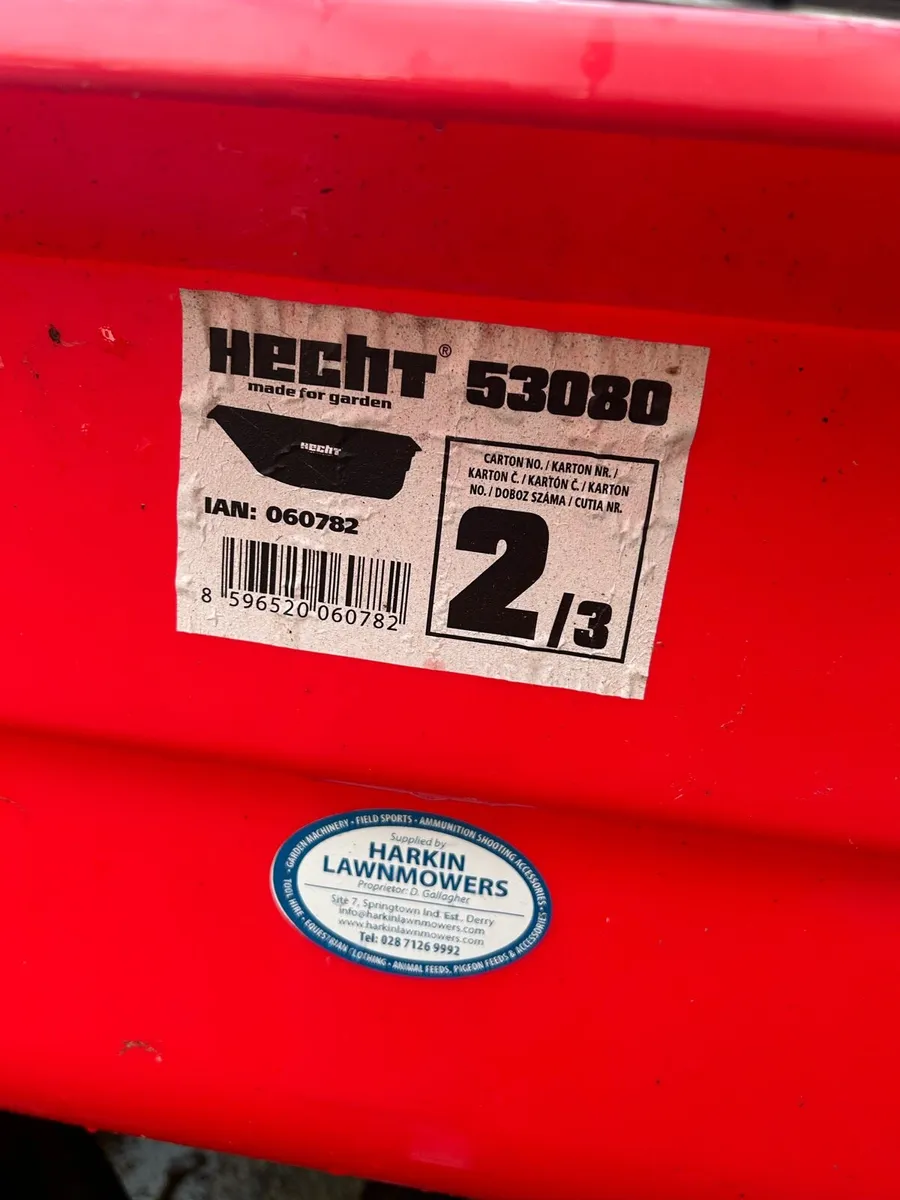 HECHT® 53080
made for garden
HECHT
IAN: 060782
8 596520 060782
CARTON NO. / KARTON NR. /
KARTON Č. / KARTÓN Č. / KARTON
NO. / DOBOZ SZÁMA / CUTIA NR.
2/3
• GARDEN MACHINERY • FIELD SPORTS • AMMUNITION SHOOTING ACCESSORIES •
Supplied by
HARKIN
LAWNMOWERS
Proprietor: D. Gallagher
Site 7, Springtown Ind. Est., Derry
info@harkinlawnmowers.com
www.harkinlawnmowers.com
Tel: 028 7126 9992
TOOL HIRE • EQUESTRIAN CLOTHING • ANIMAL FEEDS, PIGEON FEEDS & ACCESSORIES •